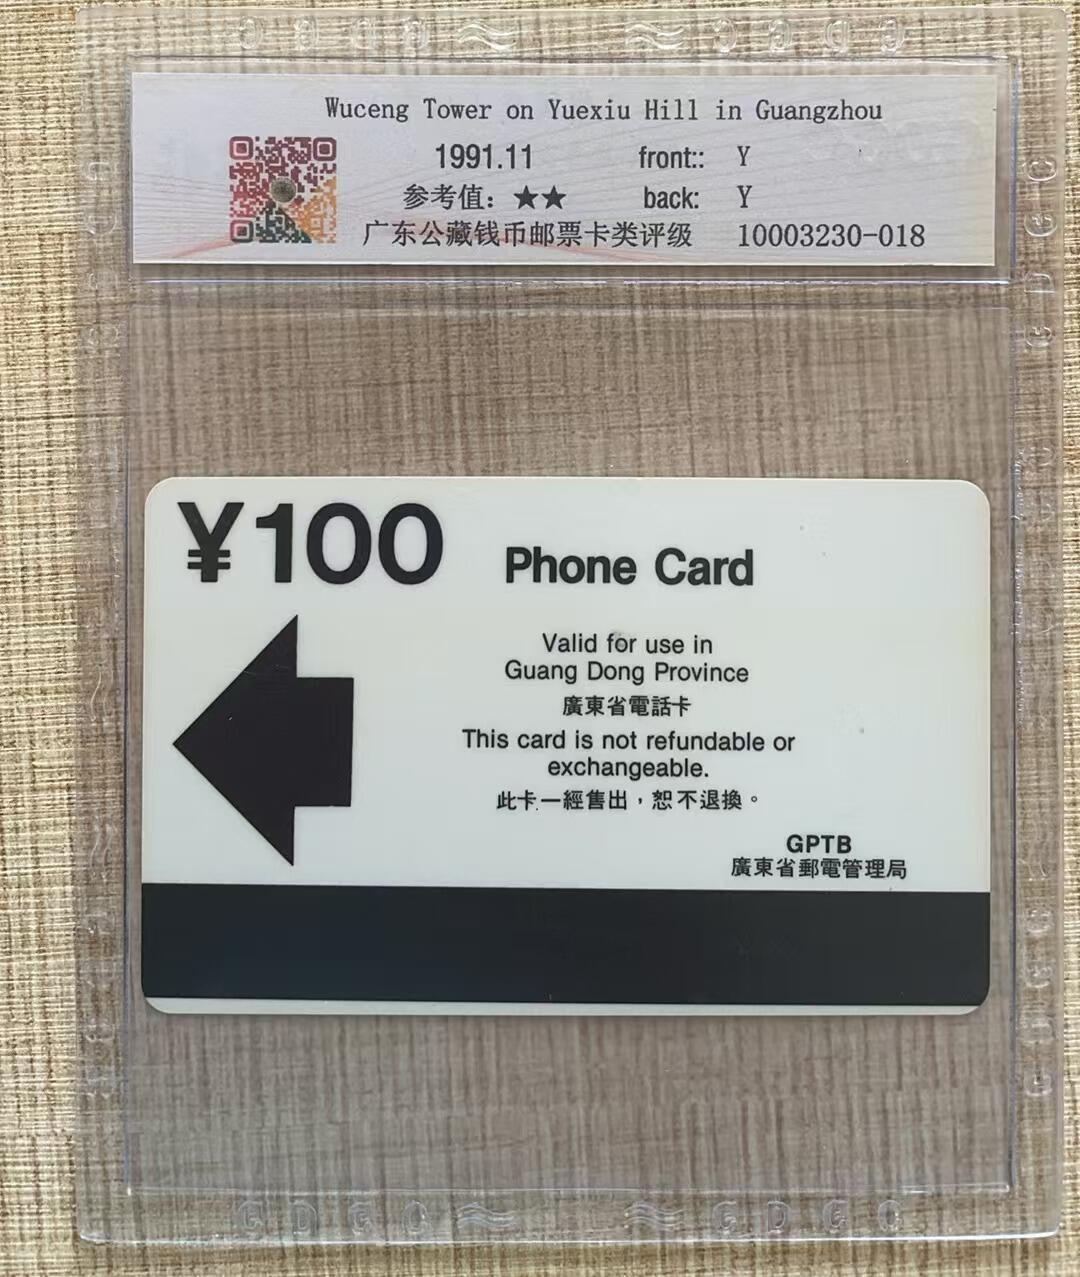 Wuceng Tower on Yuexiu Hill in Guangzhou
1991.11 front:: Y
参考值：★★ back: Y
广东公藏钱币邮票卡类评级 10003230-018
¥100
Phone Card
Valid for use in
Guang Dong Province
廣東省電話卡
This card is not refundable or
exchangeable.
此卡一經售出，恕不退換。
GPTB
廣東省郵電管理局